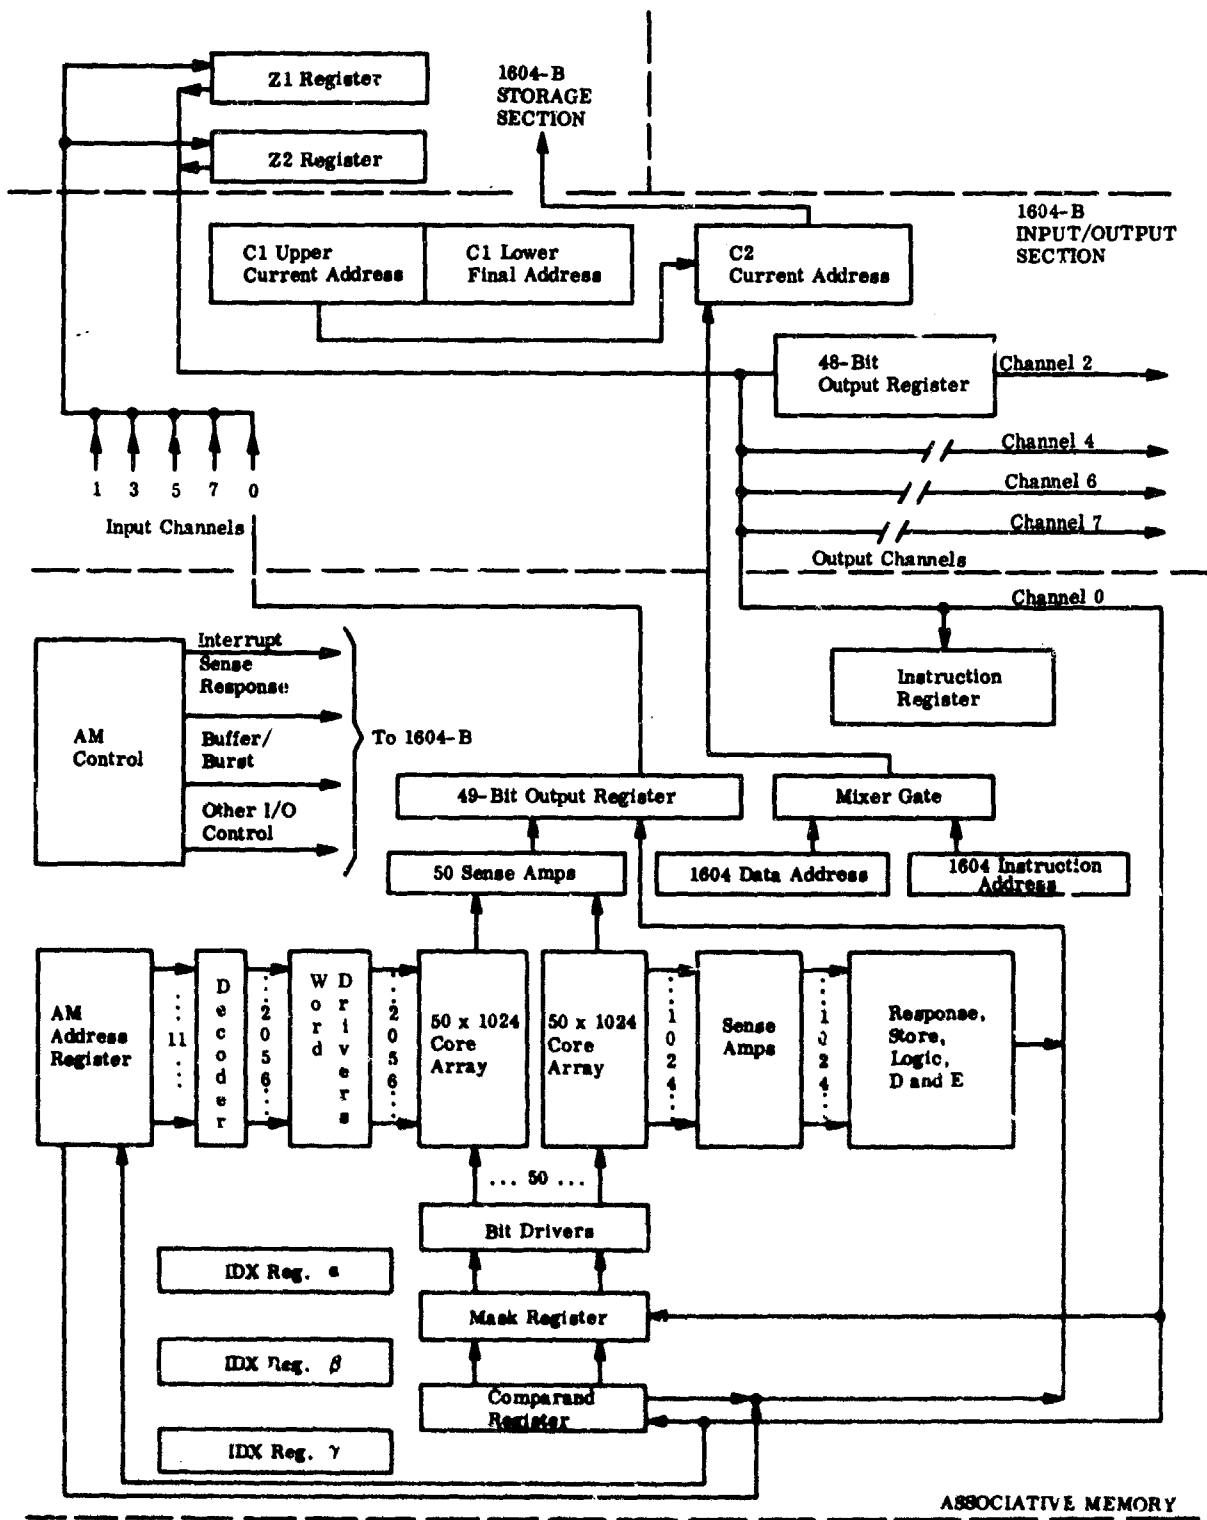 Z1 Register
1604-B
STORAGE
SECTION
Z2 Register
1604-B
INPUT/OUTPUT
SECTION
C1 Upper
Current Address
C1 Lower
Final Address
C2
Current Address
48-Bit
Output Register
Channel 2
Channel 4
Channel 6
Channel 7
Output Channels
1 3 5 7 0
Input Channels
Channel 0
Instruction
Register
AM
Control
Interrupt
Sense
Response
Buffer/
Burst
Other I/O
Control
To 1604-B
49-Bit Output Register
Mixer Gate
50 Sense Amps
1604 Data Address
1604 Instruction
Address
AM
Address
Register
...11...
Decoder
...2056...
Word
Drivers
...2056...
50 x 1024
Core
Array
50 x 1024
Core
Array
...1024...
Sense
Amps
...1024...
Response,
Store,
Logic,
D and E
... 50 ...
Bit Drivers
IDX Reg. α
Mask Register
IDX Reg. β
Comparand
Register
IDX Reg. γ
ASSOCIATIVE MEMORY